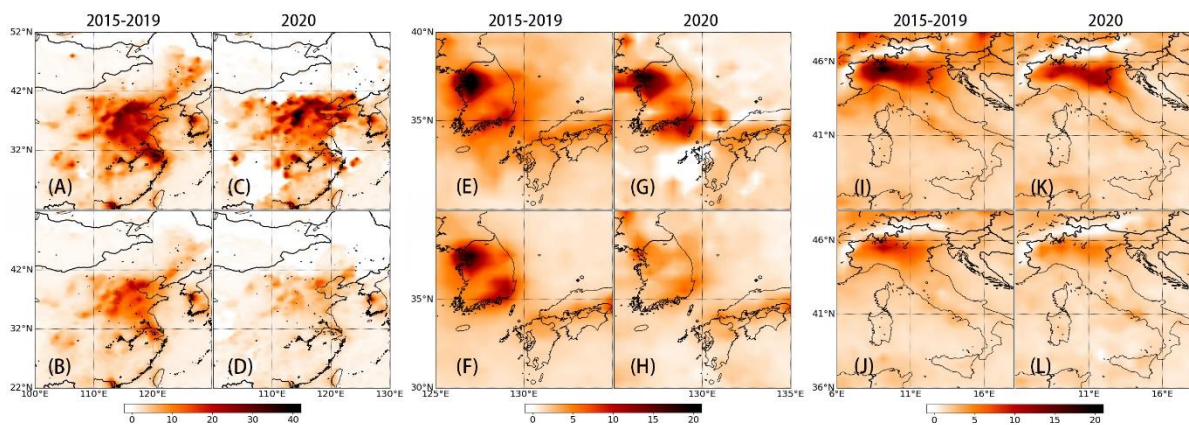 2015-2019 2020 2015-2019 2020 2015-2019 2020
52°N 40°N
42°N 46°N
32°N 35°N 41°N
(A) (C) (E) (G) (I) (K)
42°N 46°N
32°N 35°N 41°N
(B) (D) (F) (H) (J) (L)
22°N 30°N 36°N
100°E 110°E 120°E 110°E 120°E 130°E 125°E 130°E 130°E 135°E 6°E 11°E 16°E 11°E 16°E
0 10 20 30 40 0 5 10 15 20 0 5 10 15 20